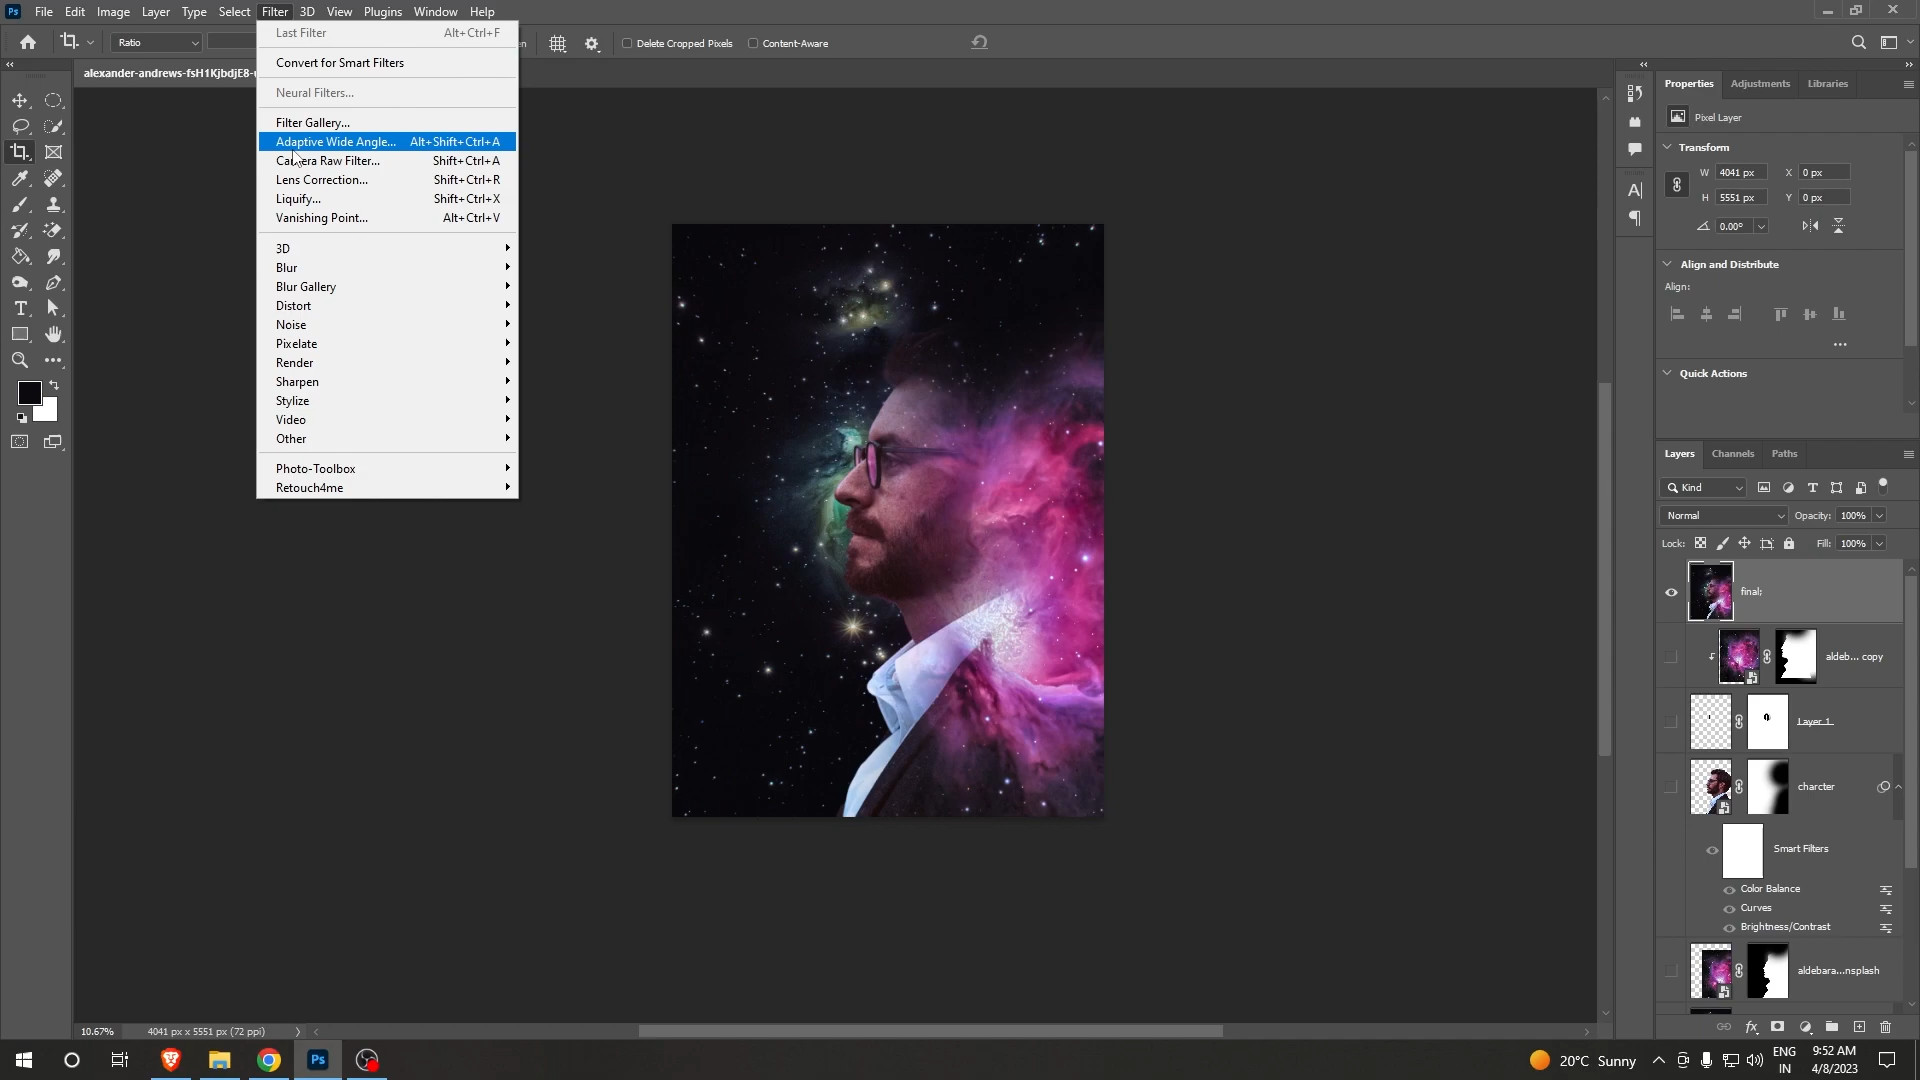 Ps File Edit Image Layer Type Select Filter 3D View Plugins Window Help
Ratio
Delete Cropped Pixels Content-Aware
alexander-andrews-fsH1KjbdjE8-
Last Filter Alt+Ctrl+F
Convert for Smart Filters
Neural Filters...
Filter Gallery...
Adaptive Wide Angle... Alt+Shift+Ctrl+A
Camera Raw Filter... Shift+Ctrl+A
Lens Correction... Shift+Ctrl+R
Liquify... Shift+Ctrl+X
Vanishing Point... Alt+Ctrl+V
3D
Blur
Blur Gallery
Distort
Noise
Pixelate
Render
Sharpen
Stylize
Video
Other
Photo-Toolbox
Retouch4me
Properties Adjustments Libraries
Pixel Layer
Transform
W 4041 px X 0 px
H 5551 px Y 0 px
0.00°
Align and Distribute
Align:
Quick Actions
Layers Channels Paths
Kind
Normal Opacity: 100%
Lock: Fill: 100%
final;
aldeb... copy
Layer 1
charcter
Smart Filters
Color Balance
Curves
Brightness/Contrast
aldebara...nsplash
10.67% 4041 px x 5551 px (72 ppi)
Ps
20°C Sunny
ENG
IN
9:52 AM
4/8/2023